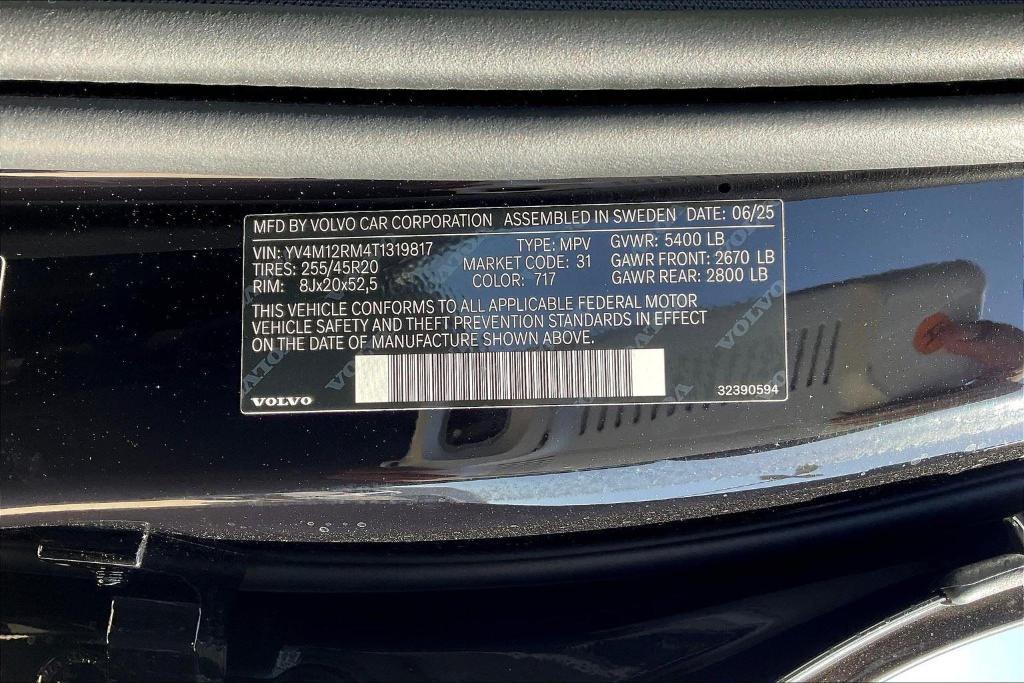 MFD BY VOLVO CAR CORPORATION ASSEMBLED IN SWEDEN DATE: 06/25
VIN: YV4M12RM4T1319817 TYPE: MPV GVWR: 5400 LB
TIRES: 255/45R20 MARKET CODE: 31 GAWR FRONT: 2670 LB
RIM: 8Jx20x52,5 COLOR: 717 GAWR REAR: 2800 LB
THIS VEHICLE CONFORMS TO ALL APPLICABLE FEDERAL MOTOR
VEHICLE SAFETY AND THEFT PREVENTION STANDARDS IN EFFECT
ON THE DATE OF MANUFACTURE SHOWN ABOVE.
VOLVO 32390594